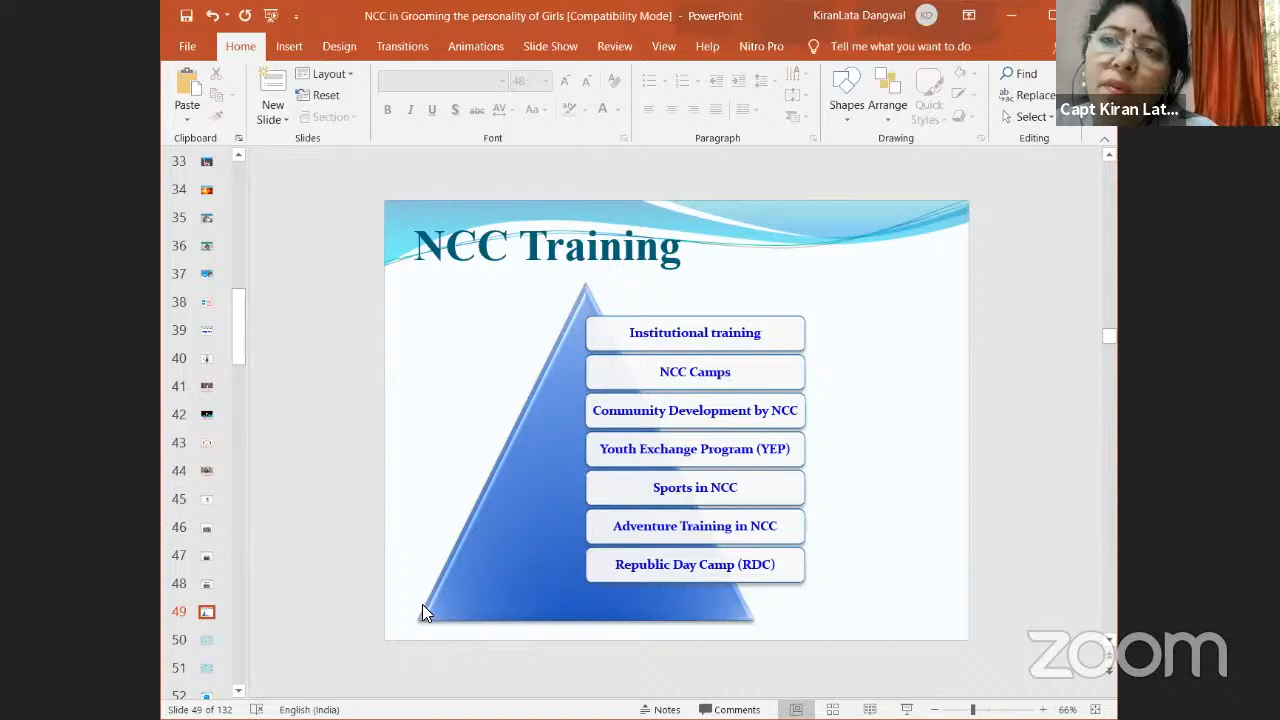 NCC in Grooming the personality of Girls [Compatibility Mode] - PowerPoint
KiranLata Dangwal
KD
File Home Insert Design Transitions Animations Slide Show Review View Help Nitro Pro Tell me what you want to do
Paste
Clipboard
New
Slide
Layout
Reset
Section
Slides
48
B I U S abc AV Aa A
Font
Paragraph
Shapes
Arrange
Quick
Styles
Drawing
Find
Replace
Select
Editing
Capt Kiran Lat...
33
34
35
36
37
38
39
40
41
42
43
44
45
46
47
48
49
50
51
52
NCC Training
Institutional training
NCC Camps
Community Development by NCC
Youth Exchange Program (YEP)
Sports in NCC
Adventure Training in NCC
Republic Day Camp (RDC)
zoom
Slide 49 of 132
English (India)
Notes
Comments
66%